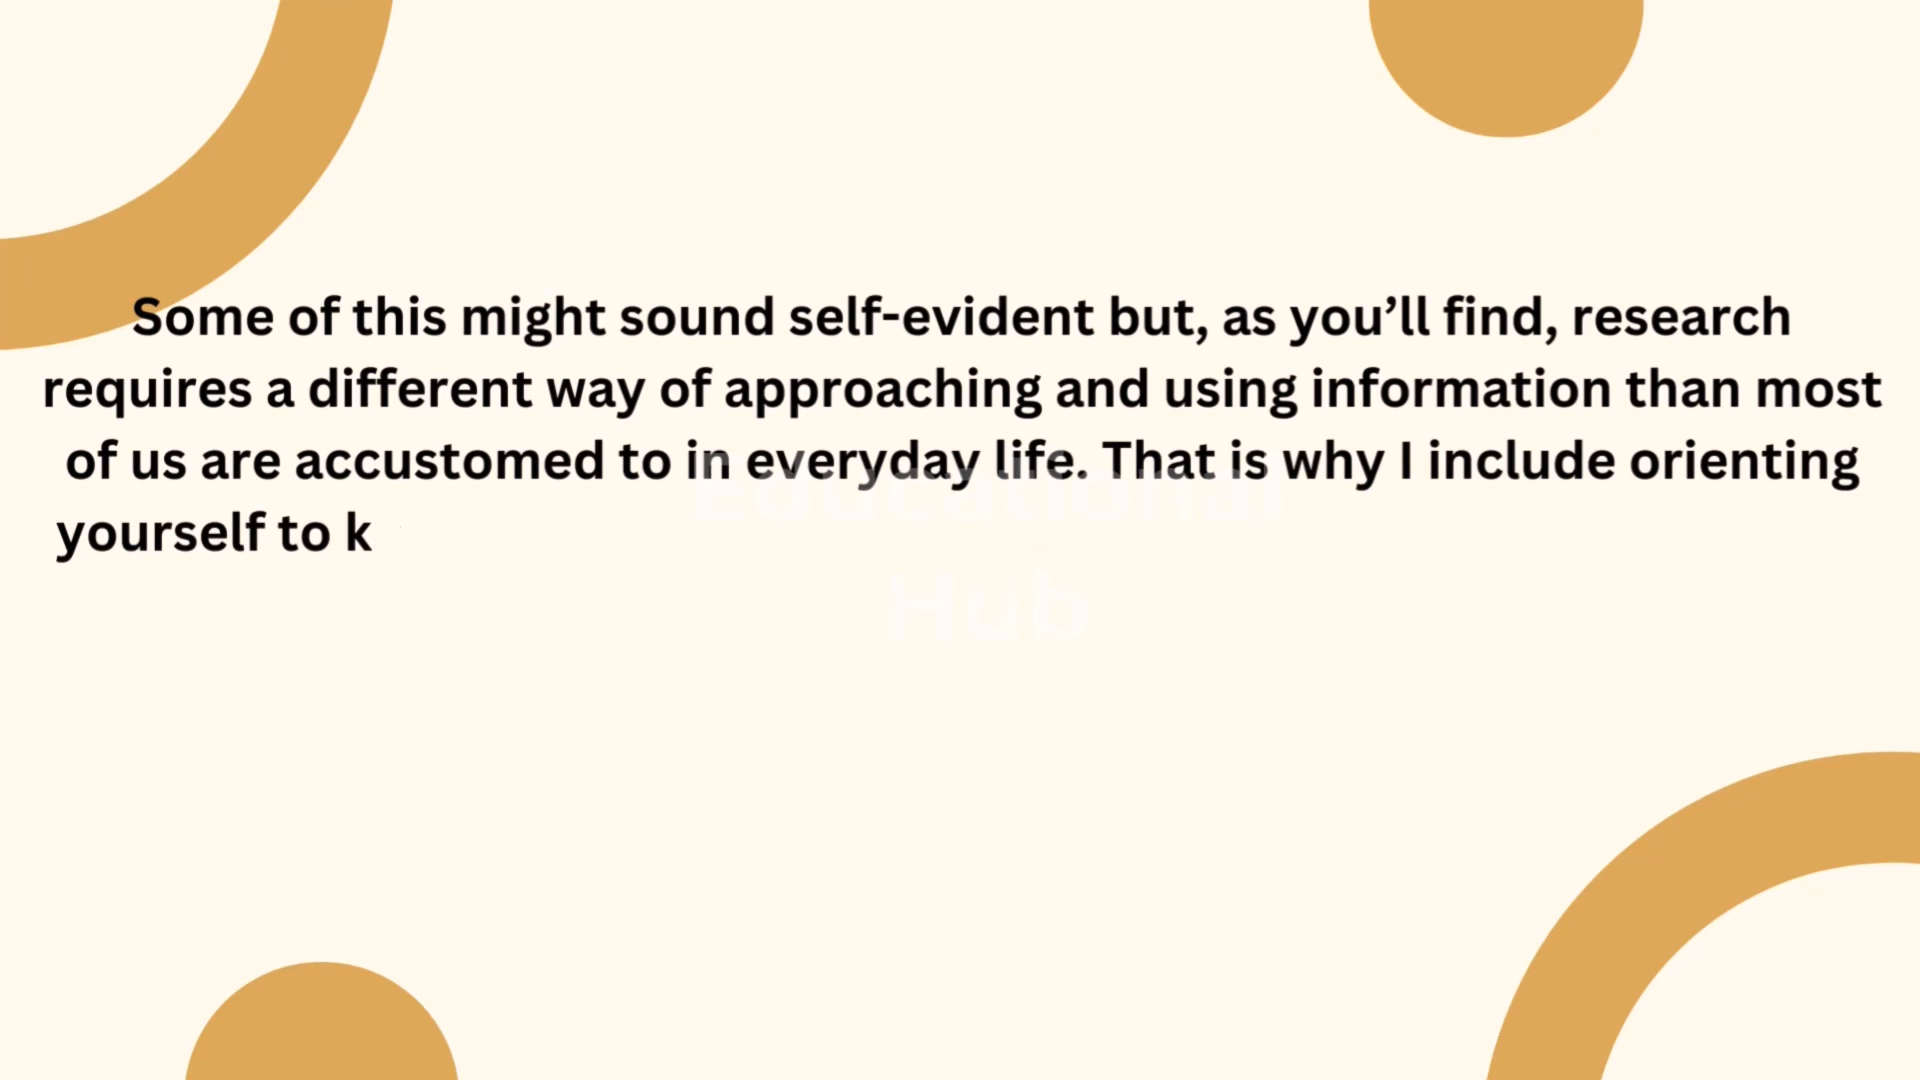 Some of this might sound self-evident but, as you’ll find, research
requires a different way of approaching and using information than most
of us are accustomed to in everyday life. That is why I include orienting
yourself to k
Educational
Hub